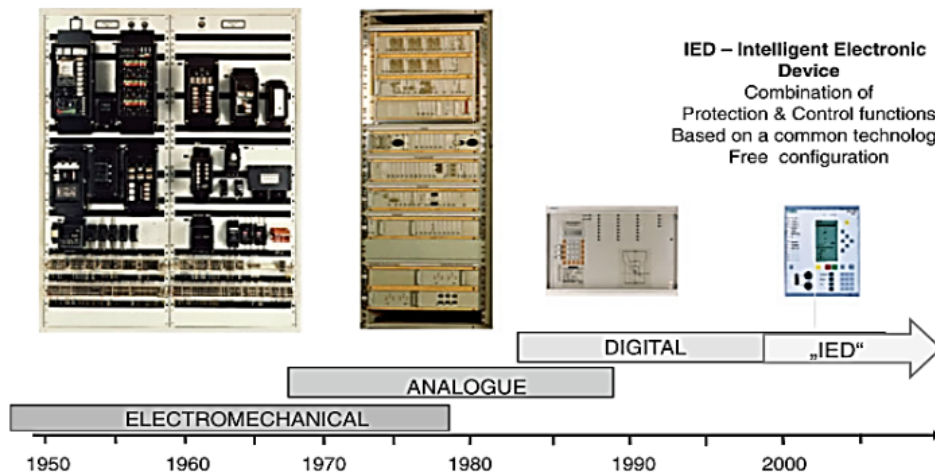 IED – Intelligent Electronic
Device
Combination of
Protection & Control functions
Based on a common technolog
Free configuration
DIGITAL
„IED“
ANALOGUE
ELECTROMECHANICAL
1950
1960
1970
1980
1990
2000